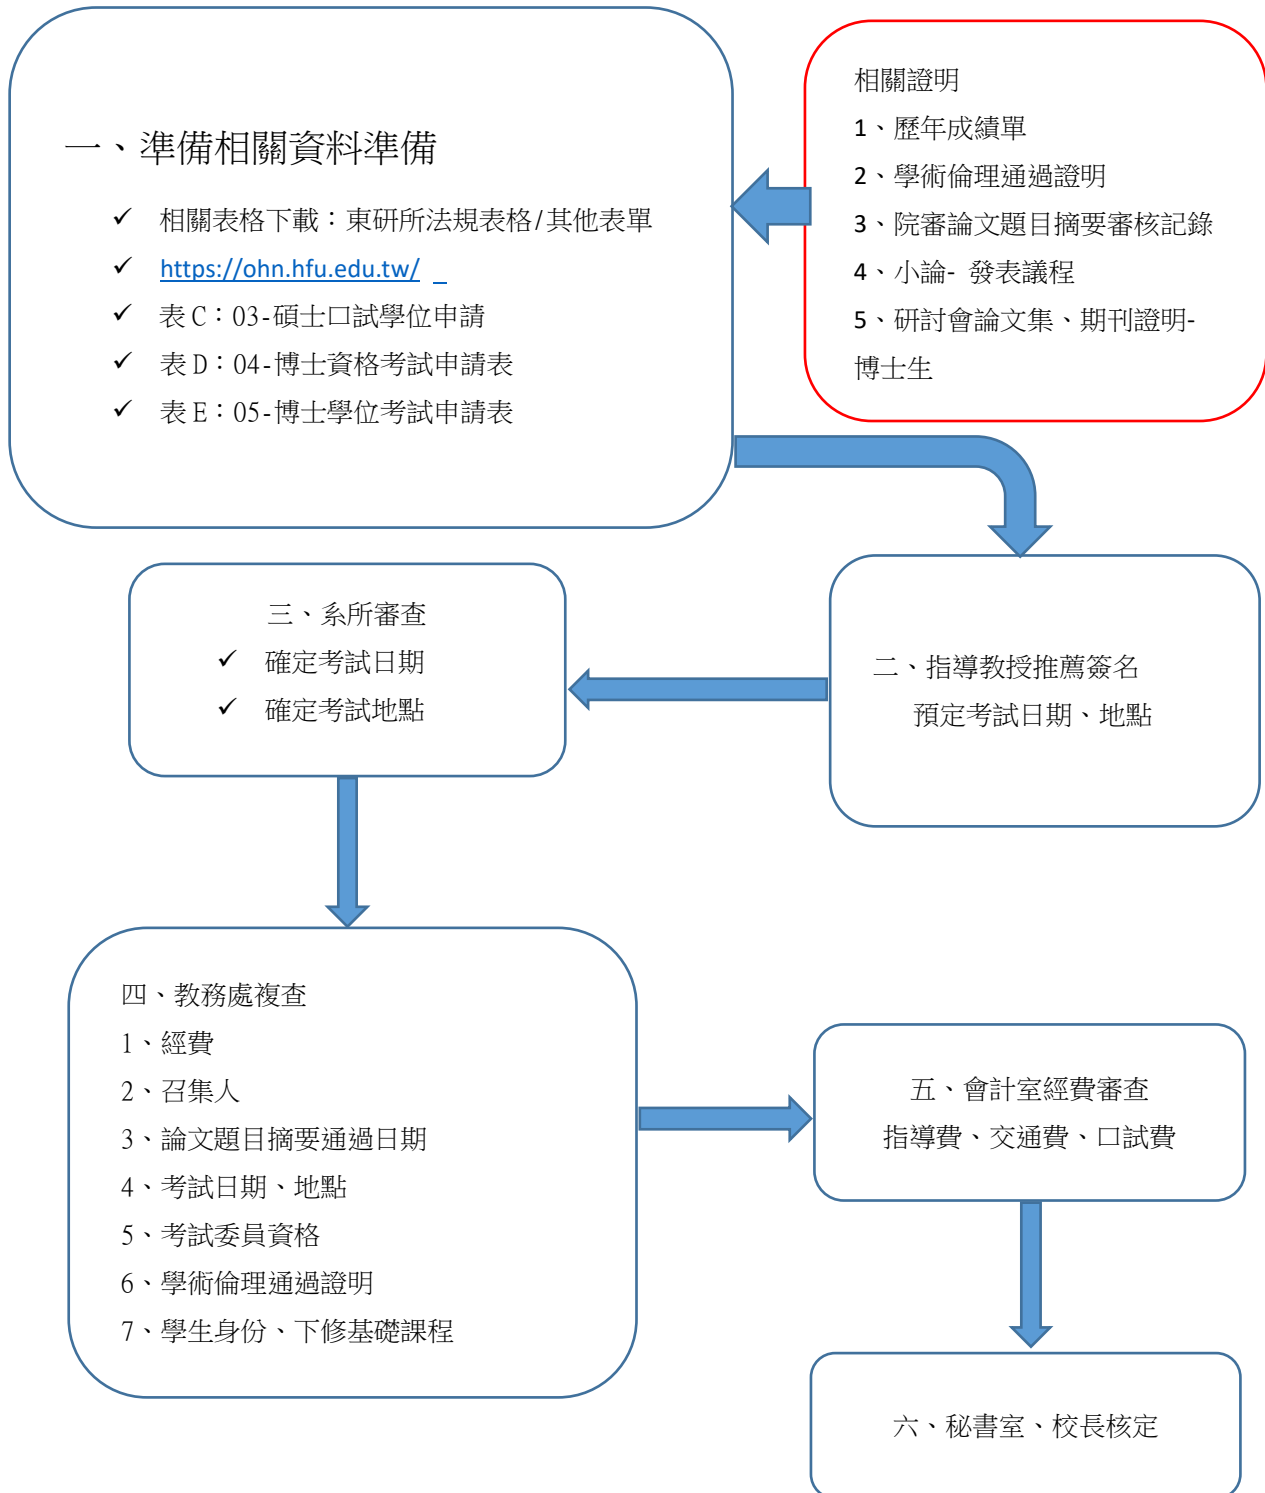 一、準備相關資料準備
✓ 相關表格下載：東研所法規表格/其他表單
✓ https://ohn.hfu.edu.tw/
✓ 表 C：03-碩士口試學位申請
✓ 表 D：04-博士資格考試申請表
✓ 表 E：05-博士學位考試申請表
相關證明
1、歷年成績單
2、學術倫理通過證明
3、院審論文題目摘要審核記錄
4、小論- 發表議程
5、研討會論文集、期刊證明-
博士生
二、指導教授推薦簽名
預定考試日期、地點
三、系所審查
✓ 確定考試日期
✓ 確定考試地點
四、教務處複查
1、經費
2、召集人
3、論文題目摘要通過日期
4、考試日期、地點
5、考試委員資格
6、學術倫理通過證明
7、學生身份、下修基礎課程
五、會計室經費審查
指導費、交通費、口試費
六、秘書室、校長核定